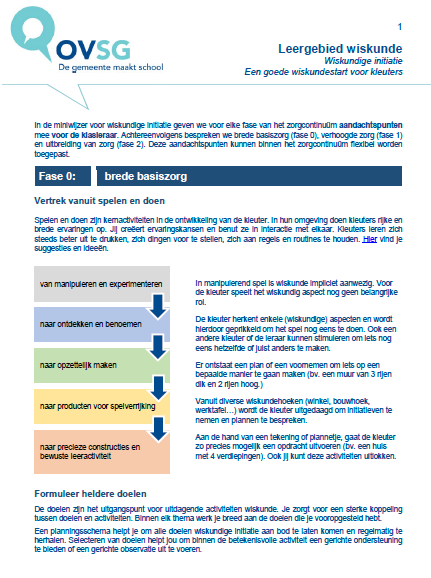 1
OVSG
De gemeente maakt school
Leergebied wiskunde
Wiskundige initiatie
Een goede wiskundestart voor kleuters
In de miniwijzer voor wiskundige initiatie geven we voor elke fase van het zorgcontinuüm aandachtspunten
mee voor de klasleraar. Achtereenvolgens bespreken we brede basiszorg (fase 0), verhoogde zorg (fase 1)
en uitbreiding van zorg (fase 2). Deze aandachtspunten kunnen binnen het zorgcontinuüm flexibel worden
toegepast.
Fase 0: brede basiszorg
Vertrek vanuit spelen en doen
Spelen en doen zijn kernactiviteiten in de ontwikkeling van de kleuter. In hun omgeving doen kleuters rijke en
brede ervaringen op. Jij creëert ervaringskansen en benut ze in interactie met elkaar. Kleuters leren zich
steeds beter uit te drukken, zich dingen voor te stellen, zich aan regels en routines te houden. Hier vind je
suggesties en ideeën.
van manipuleren en experimenteren
In manipulerend spel is wiskunde impliciet aanwezig. Voor
de kleuter speelt het wiskundig aspect nog geen belangrijke
rol.
naar ontdekken en benoemen
De kleuter herkent enkele (wiskundige) aspecten en wordt
hierdoor geprikkeld om het spel nog eens te doen. Ook een
andere kleuter of de leraar kunnen stimuleren om iets nog
eens hetzelfde of juist anders te maken.
naar opzettelijk maken
Er ontstaat een plan of een voornemen om iets op een
bepaalde manier te gaan maken (bv. een muur van 3 rijen
dik en 2 rijen hoog.)
naar producten voor spelverrijking
Vanuit diverse wiskundehoeken (winkel, bouwhoek,
werktafel…) wordt de kleuter uitgedaagd om initiatieven te
nemen en plannen te bespreken.
naar precieze constructies en
bewuste leeractiviteit
Aan de hand van een tekening of plannetje, gaat de kleuter
zo precies mogelijk een opdracht uitvoeren (bv. een huis
met 4 verdiepingen). Ook jij kunt deze activiteiten uitlokken.
Formuleer heldere doelen
De doelen zijn het uitgangspunt voor uitdagende activiteiten wiskunde. Je zorgt voor een sterke koppeling
tussen doelen en activiteiten. Binnen elk thema werk je breed aan de doelen die je vooropgesteld hebt.
Een planningsschema helpt je om alle doelen wiskundige initiatie aan bod te laten komen en regelmatig te
herhalen. Selecteren van doelen helpt jou om binnen de betekenisvolle activiteit een gerichte ondersteuning
te bieden of een gerichte observatie uit te voeren.